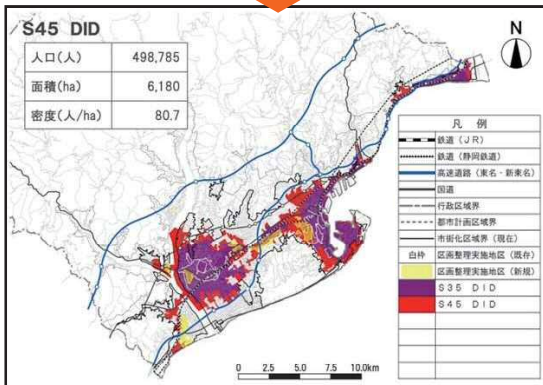 S45 DID
人口(人) 498,785
面積(ha) 6,180
密度(人/ha) 80.7
N
凡 例
鉄道(JR)
鉄道(静岡鉄道)
高速道路(東名・新東名)
国道
行政区域界
都市計画区域界
市街化区域界(現在)
白枠 区画整理実施地区(既存)
区画整理実施地区(新規)
S35 DID
S45 DID
0 2.5 5.0 7.5 10.0km